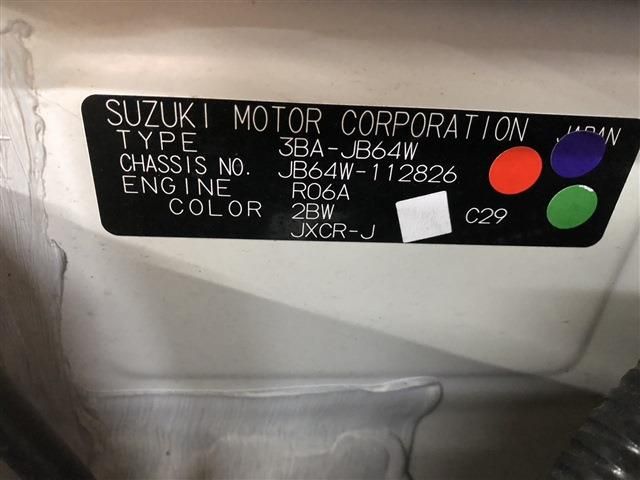 SUZUKI MOTOR CORPORATION JAPAN
TYPE 3BA-JB64W
CHASSIS NO. JB64W-112826
ENGINE R06A
COLOR 2BW C29
JXCR-J